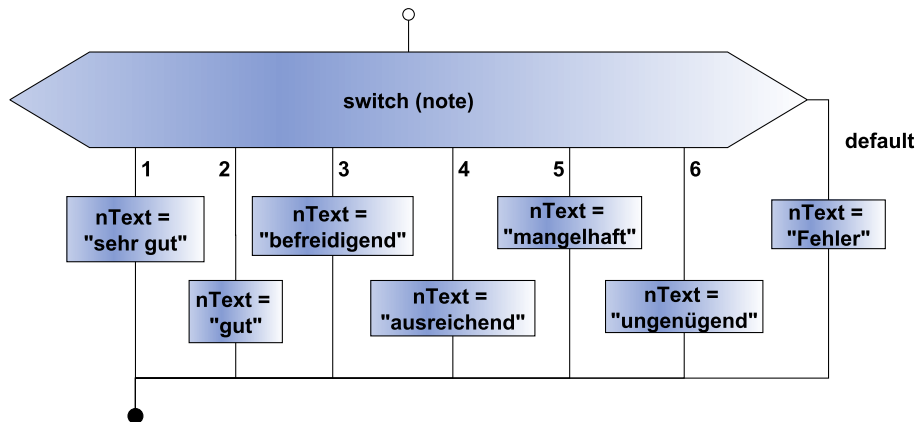 switch (note)
default
1
2
3
4
5
6
nText =
"sehr gut"
nText =
"befreidigend"
nText =
"mangelhaft"
nText =
"Fehler"
nText =
"gut"
nText =
"ausreichend"
nText =
"ungenügend"